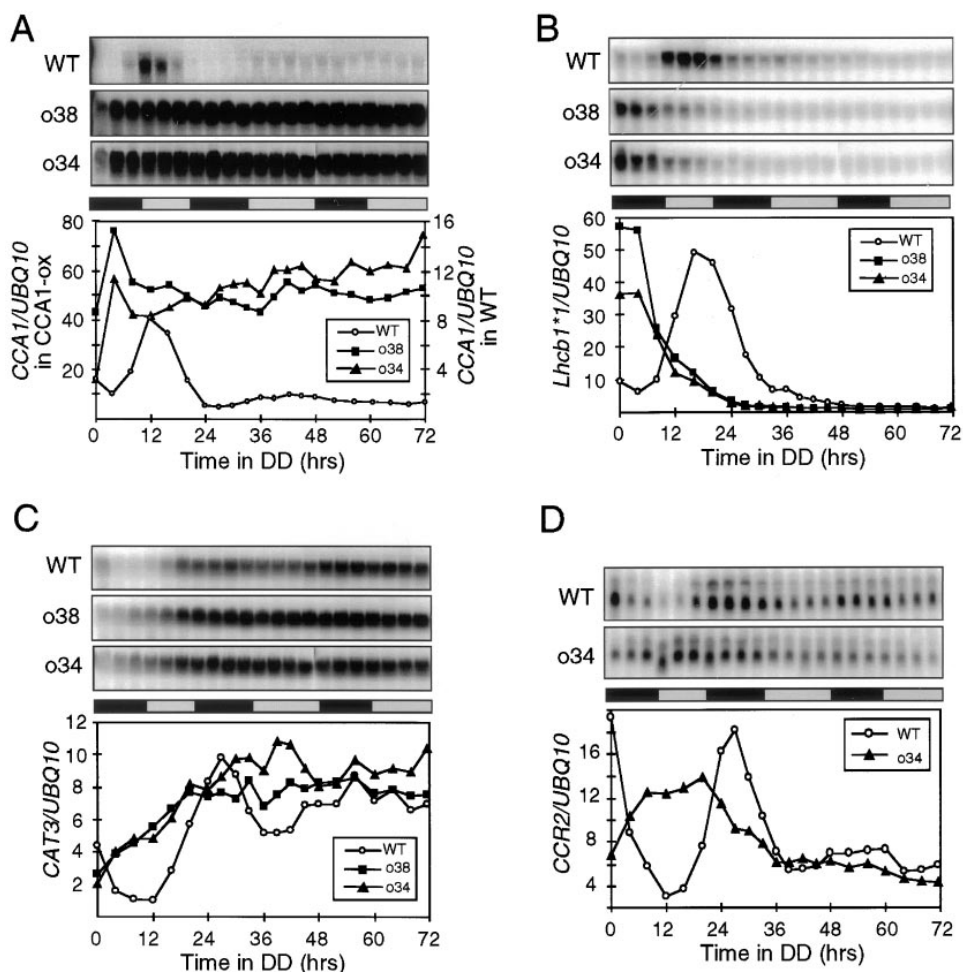 A
WT
o38
o34
CCA1/UBQ10
in CCA1-ox
80
60
40
20
16
12
8
4
CCA1/UBQ10
in WT
WT
o38
o34
0 12 24 36 48 60 72
Time in DD (hrs)
B
WT
o38
o34
Lhcb1*1/UBQ10
60
50
40
30
20
10
WT
o38
o34
0 12 24 36 48 60 72
Time in DD (hrs)
C
WT
o38
o34
CAT3/UBQ10
12
10
8
6
4
2
WT
o38
o34
0 12 24 36 48 60 72
Time in DD (hrs)
D
WT
o34
CCR2/UBQ10
16
12
8
4
WT
o34
0 12 24 36 48 60 72
Time in DD (hrs)